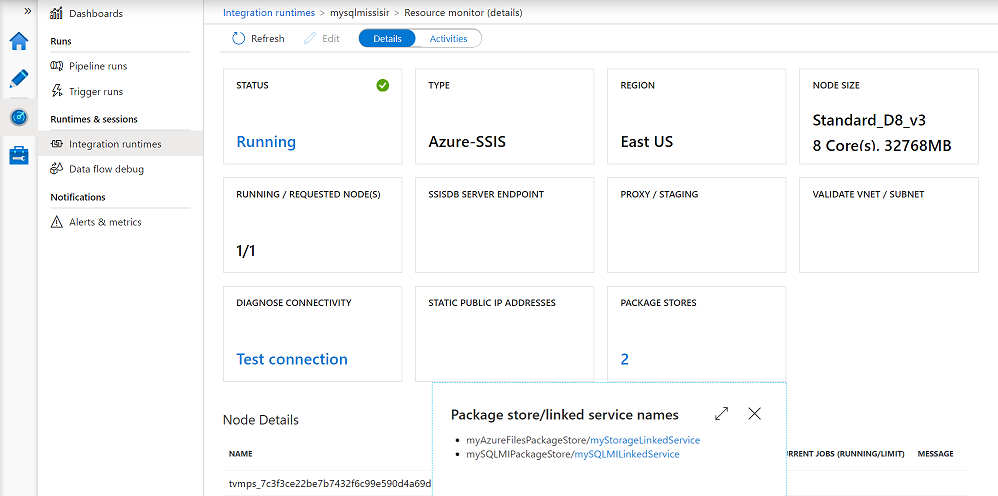 »
Dashboards
Runs
Pipeline runs
Trigger runs
Runtimes & sessions
Integration runtimes
Data flow debug
Notifications
Alerts & metrics
Integration runtimes > mysqlmissisir > Resource monitor (details)
Refresh Edit Details Activities
STATUS
Running
TYPE
Azure-SSIS
REGION
East US
NODE SIZE
Standard_D8_v3
8 Core(s). 32768MB
RUNNING / REQUESTED NODE(S)
1/1
SSISDB SERVER ENDPOINT
PROXY / STAGING
VALIDATE VNET / SUBNET
DIAGNOSE CONNECTIVITY
Test connection
STATIC PUBLIC IP ADDRESSES
PACKAGE STORES
2
Package store/linked service names
• myAzureFilesPackageStore/myStorageLinkedService
• mySQLMIPackageStore/mySQLMILinkedService
Node Details
NAME RRENT JOBS (RUNNING/LIMIT) MESSAGE
tvmps_7c3f3ce22be7b7432f6c99e590d4a69d